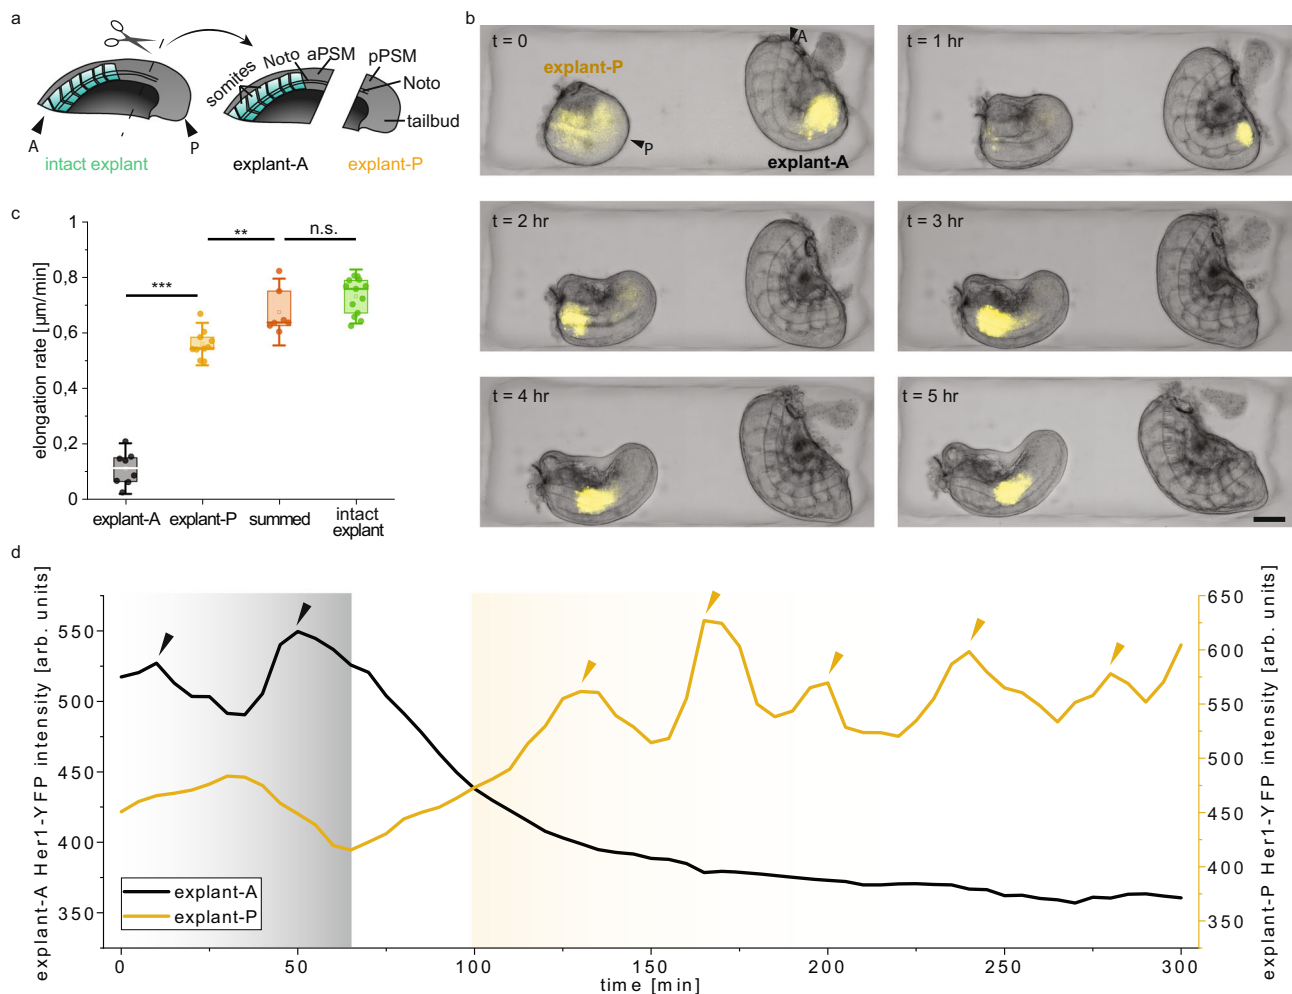 a
somites
Noto
aPSM
pPSM
Noto
tailbud
A
P
intact explant
explant-A
explant-P
b
t = 0
explant-P
A
P
explant-A
t = 1 hr
t = 2 hr
t = 3 hr
t = 4 hr
t = 5 hr
c
elongation rate [µm/min]
1
0,8
0,6
0,4
0,2
0
***
**
n.s.
explant-A
explant-P
summed
intact
explant
d
explant-A Her1-YFP intensity [arb. units]
550
500
450
400
350
explant-A
explant-P
0
50
100
150
200
250
300
time [min]
650
600
550
500
450
400
350
explant-P Her1-YFP intensity [arb. units]